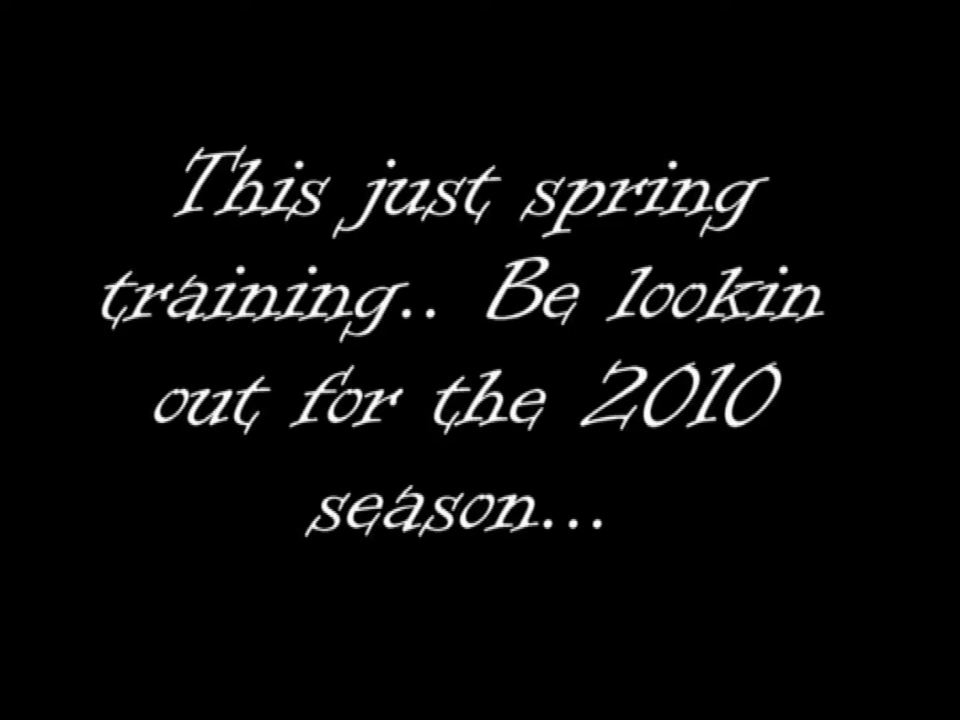 This just spring
training.. Be lookin
out for the 2010
season...